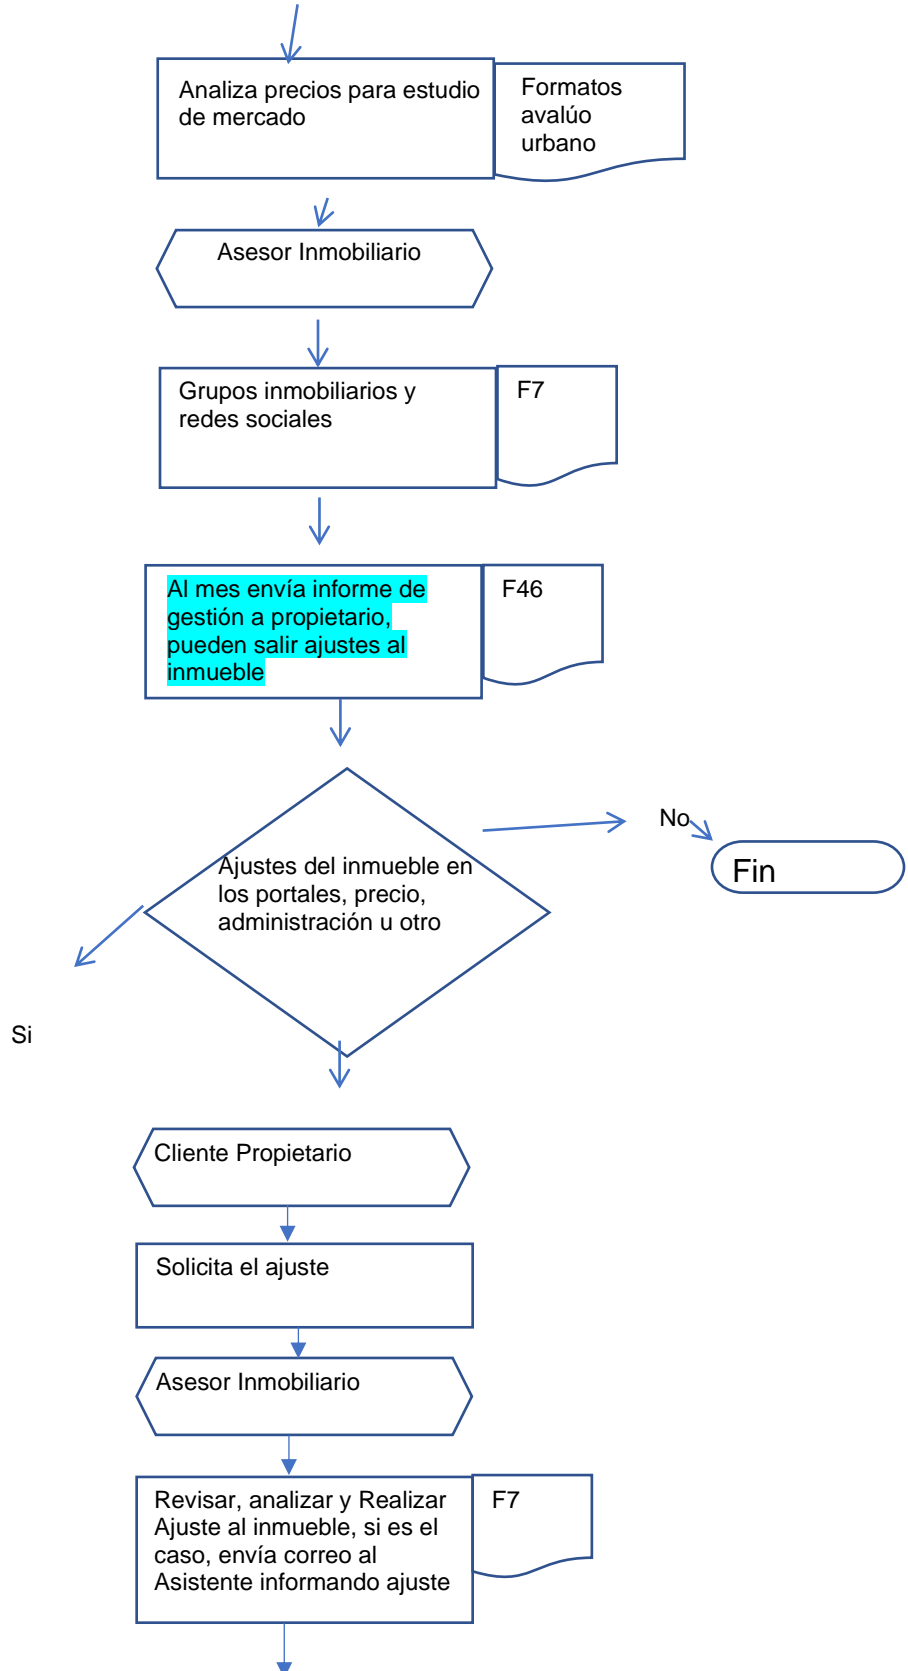 Analiza precios para estudio
de mercado
Formatos
avalúo
urbano
Asesor Inmobiliario
Grupos inmobiliarios y
redes sociales
F7
Al mes envía informe de
gestión a propietario,
pueden salir ajustes al
inmueble
F46
No
Fin
Ajustes del inmueble en
los portales, precio,
administración u otro
Si
Cliente Propietario
Solicita el ajuste
Asesor Inmobiliario
Revisar, analizar y Realizar
Ajuste al inmueble, si es el
caso, envía correo al
Asistente informando ajuste
F7